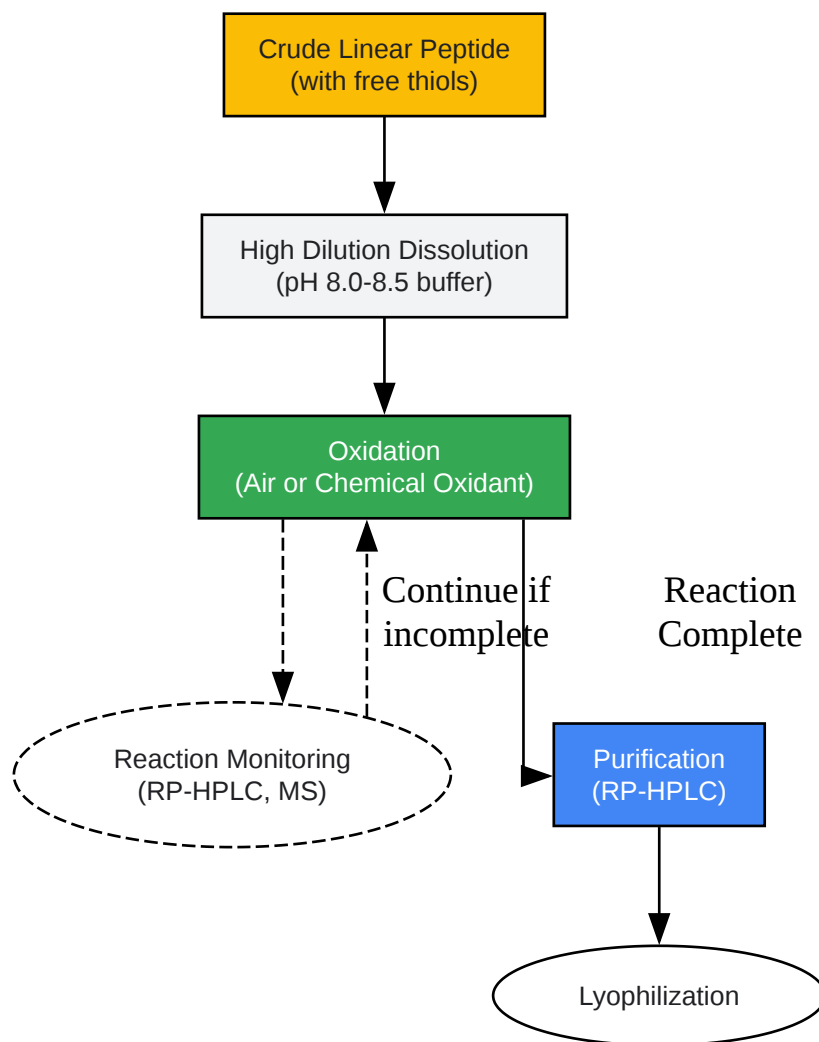 Crude Linear Peptide
(with free thiols)
High Dilution Dissolution
(pH 8.0-8.5 buffer)
Oxidation
(Air or Chemical Oxidant)
Continue if
incomplete
Reaction
Complete
Reaction Monitoring
(RP-HPLC, MS)
Purification
(RP-HPLC)
Lyophilization